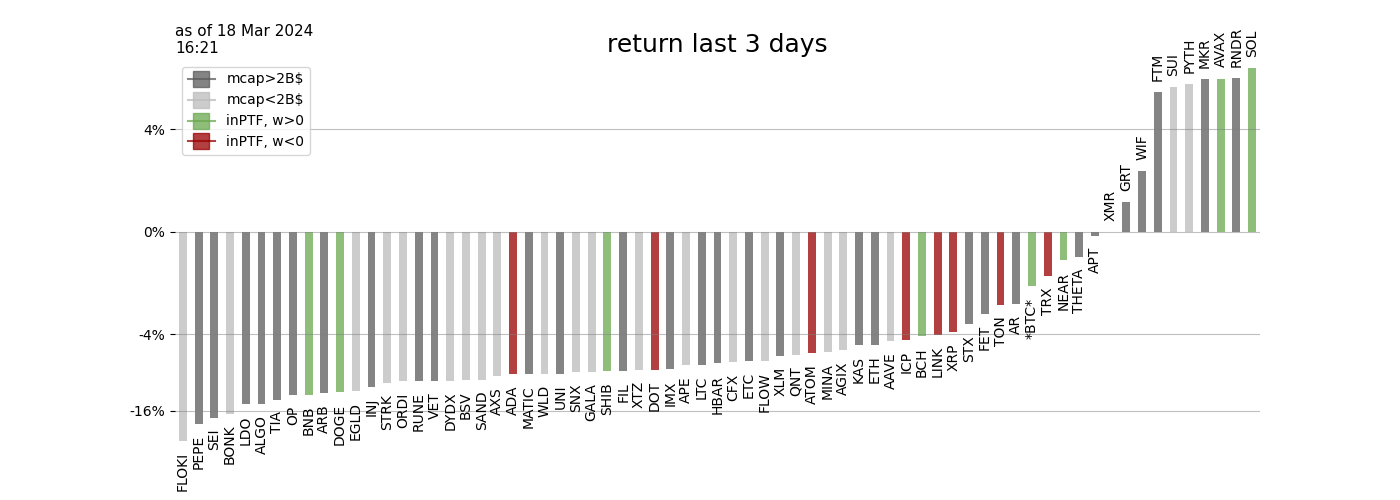 as of 18 Mar 2024
16:21
return last 3 days
mcap>2B$
mcap<2B$
inPTF, w>0
inPTF, w<0
4%
0%
-4%
-16%
FLOKI
PEPE
SEI
BONK
LDO
ALGO
TIA
OP
BNB
ARB
DOGE
EGLD
INJ
STRK
ORDI
RUNE
VET
DYDX
BSV
SAND
AXS
ADA
MATIC
WLD
UNI
SNX
GALA
SHIB
FIL
XTZ
DOT
IMX
APE
LTC
HBAR
CFX
ETC
FLOW
XLM
QNT
ATOM
MINA
AGIX
KAS
ETH
AAVE
ICP
BCH
LINK
XRP
STX
FET
TON
AR
*BTC*
TRX
NEAR
THETA
APT
XMR
GRT
WIF
FTM
SUI
PYTH
MKR
AVAX
RNDR
SOL